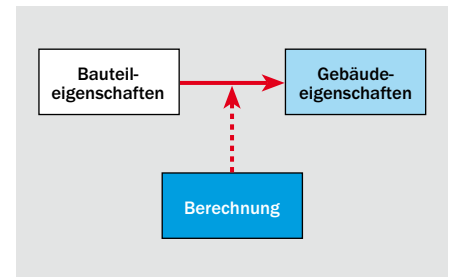 Bauteil-
eigenschaften
Gebäude-
eigenschaften
Berechnung